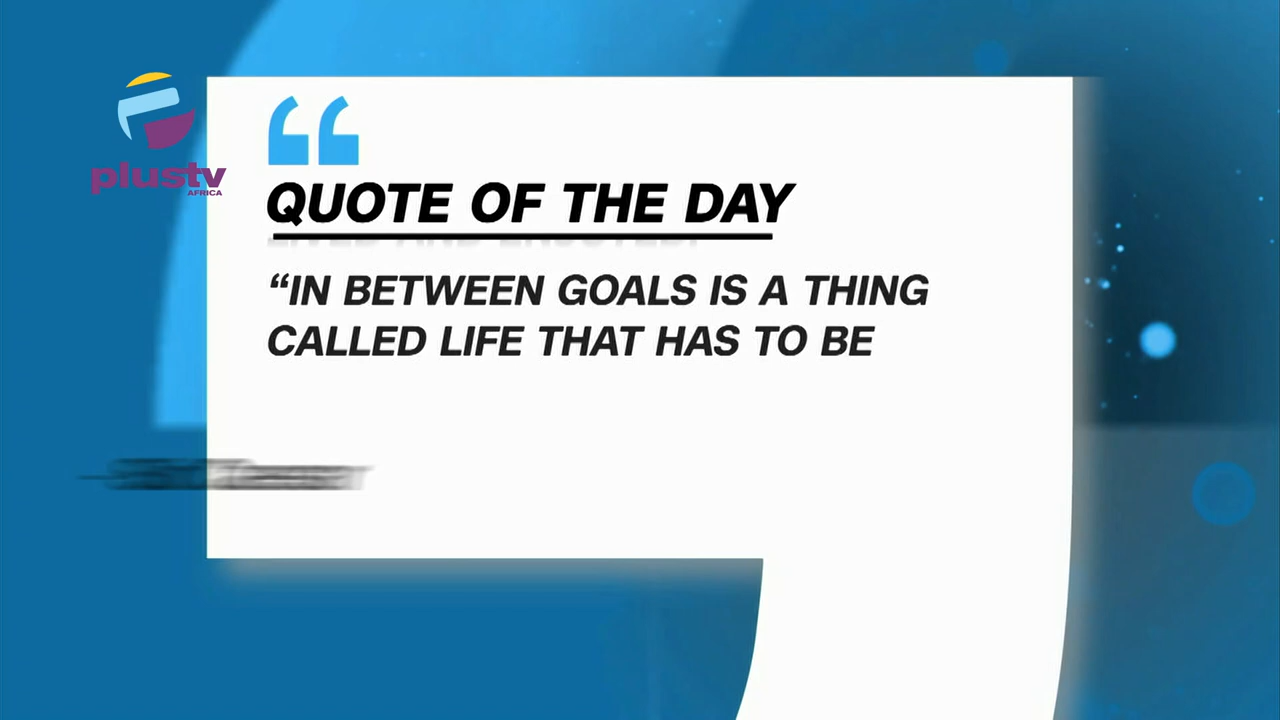 plustv
AFRICA
QUOTE OF THE DAY
“IN BETWEEN GOALS IS A THING
CALLED LIFE THAT HAS TO BE